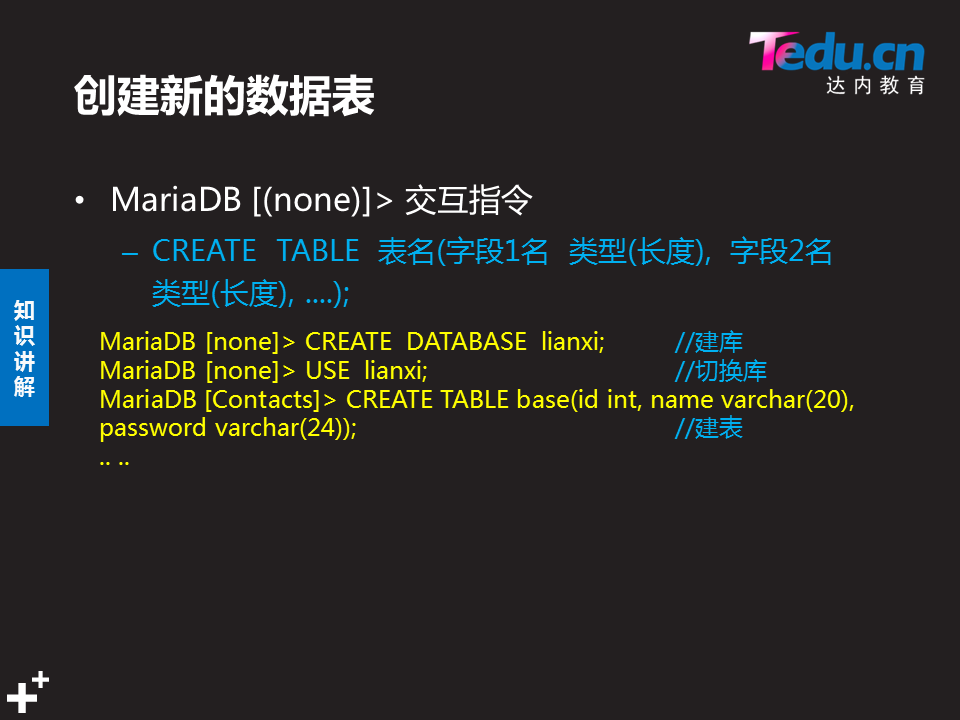 Tedu.cn
达内教育
创建新的数据表
• MariaDB [(none)]> 交互指令
– CREATE TABLE 表名(字段1名 类型(长度), 字段2名
类型(长度), ....);
知识讲解
MariaDB [none]> CREATE DATABASE lianxi; //建库
MariaDB [none]> USE lianxi; //切换库
MariaDB [Contacts]> CREATE TABLE base(id int, name varchar(20),
password varchar(24)); //建表
.. ..